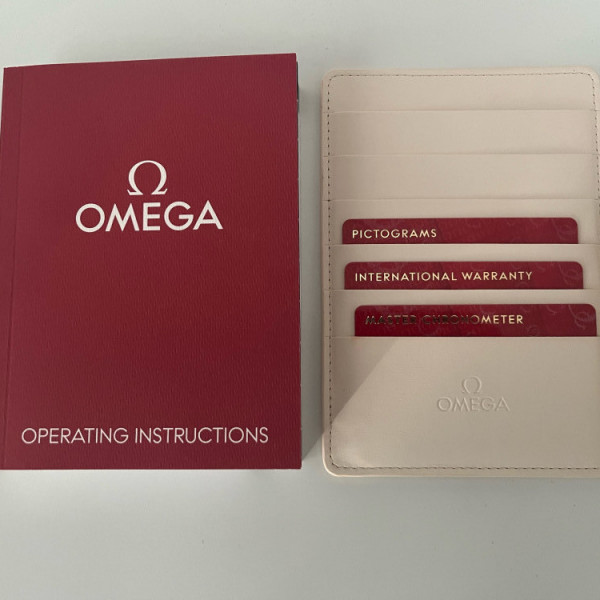 Ω
OMEGA
OPERATING INSTRUCTIONS
PICTOGRAMS
INTERNATIONAL WARRANTY
MASTER CHRONOMETER
Ω
OMEGA